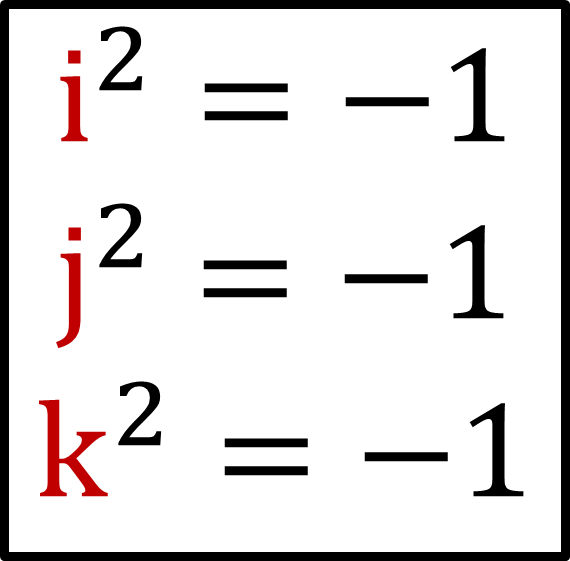 i² = −1
j² = −1
k² = −1